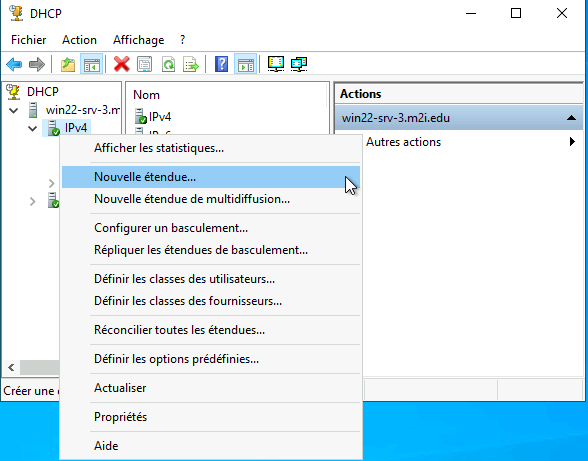 DHCP
Fichier Action Affichage ?
DHCP
win22-srv-3.m
IPv4
Nom
IPv4
Actions
win22-srv-3.m2i.edu
Autres actions
Afficher les statistiques...
Nouvelle étendue...
Nouvelle étendue de multidiffusion...
Configurer un basculement...
Répliquer les étendues de basculement...
Définir les classes des utilisateurs...
Définir les classes des fournisseurs...
Réconcilier toutes les étendues...
Définir les options prédéfinies...
Actualiser
Propriétés
Aide
Créer une